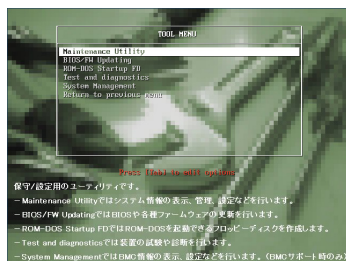 TOOL MENU
Maintenance Utility
BIOS/FW Updating
ROM-DOS Startup FD
Test and diagnostics
System Management
Return to previous menu
Press [Tab] to edit options
保守/設定用のユーティリティです。
－Maintenance Utilityではシステム情報の表示、管理、設定などを行います。
－BIOS/FW UpdatingではBIOSや各種ファームウェアの更新を行います。
－ROM-DOS Startup FDではROM-DOSを起動できるフロッピーディスクを作成します。
－Test and diagnosticsでは装置の試験や診断を行います。
－System ManagementではBMC情報の表示、設定などを行います。（BMCサポート時のみ）